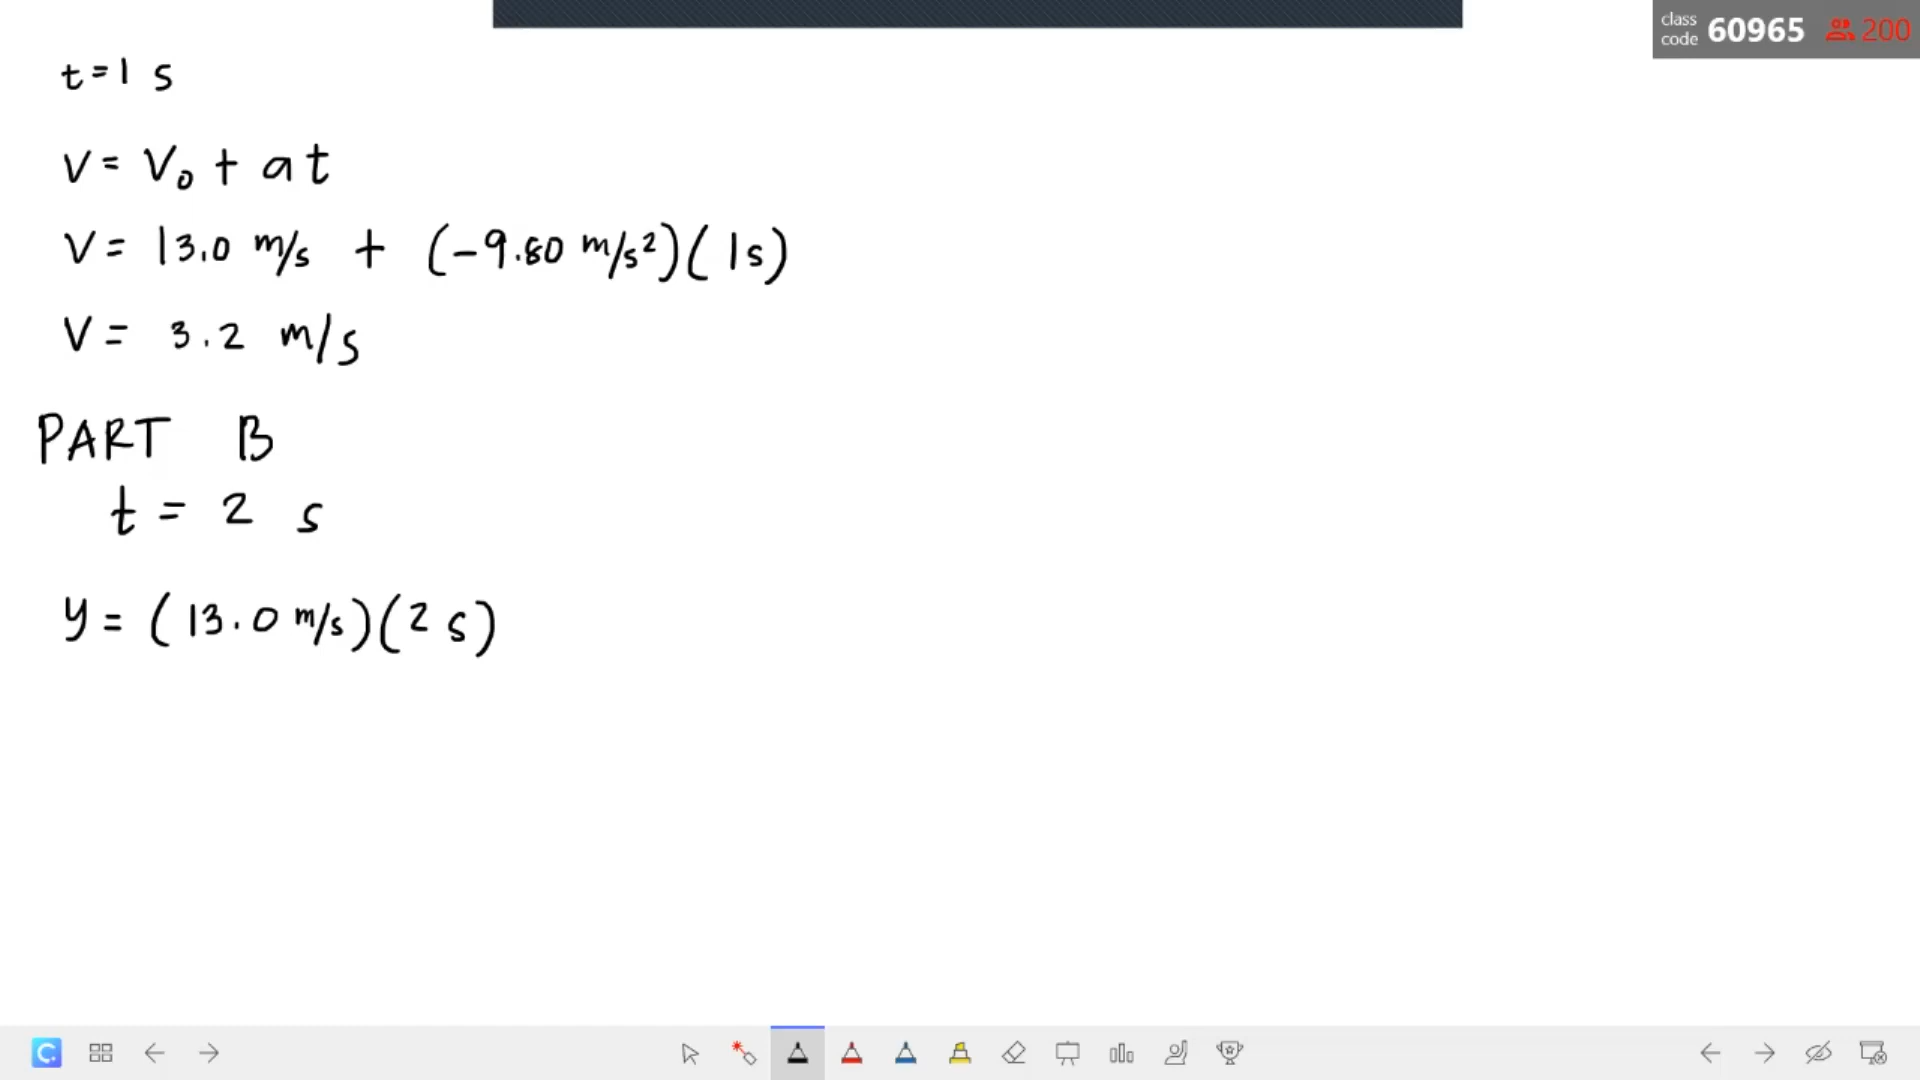 class code 60965 200
t = 1 s
V = V₀ + at
V = 13.0 m/s + (-9.80 m/s²)(1s)
V = 3.2 m/s
PART B
t = 2 s
y = (13.0 m/s)(2 s)